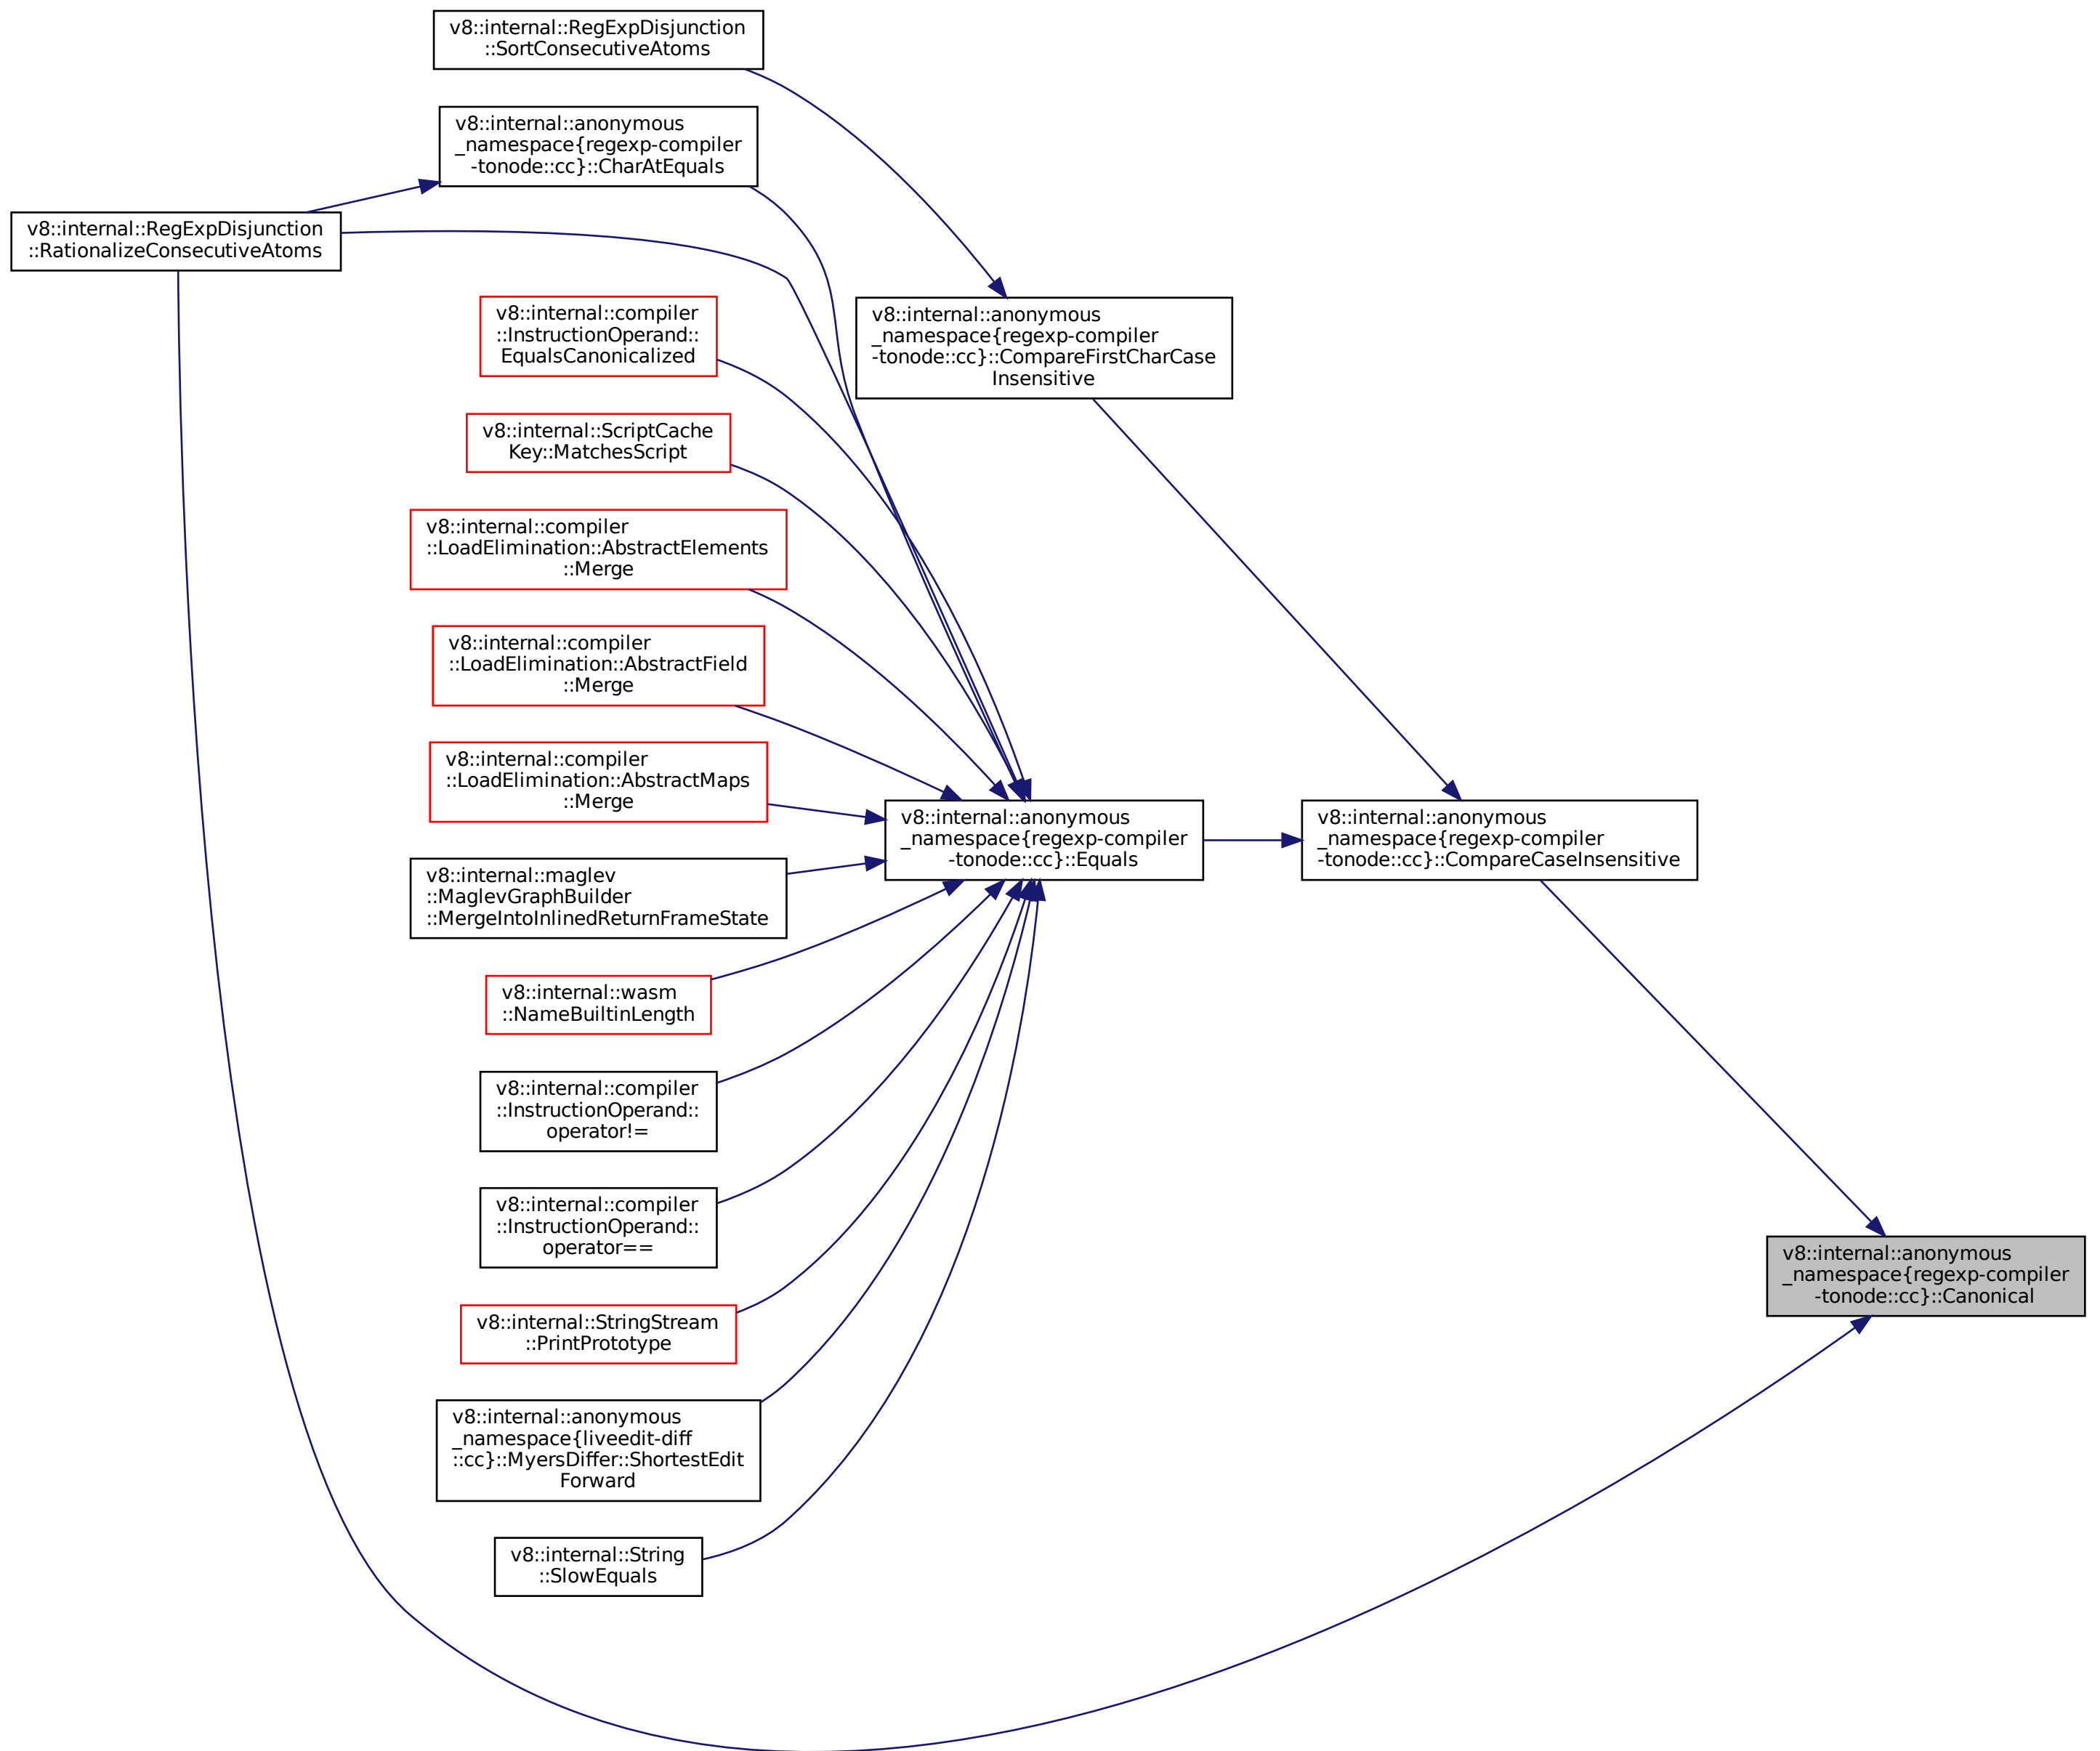 v8::internal::RegExpDisjunction
::SortConsecutiveAtoms
v8::internal::anonymous
_namespace{regexp-compiler
-tonode::cc}::CharAtEquals
v8::internal::RegExpDisjunction
::RationalizeConsecutiveAtoms
v8::internal::compiler
::InstructionOperand::
EqualsCanonicalized
v8::internal::anonymous
_namespace{regexp-compiler
-tonode::cc}::CompareFirstCharCase
Insensitive
v8::internal::ScriptCache
Key::MatchesScript
v8::internal::compiler
::LoadElimination::AbstractElements
::Merge
v8::internal::compiler
::LoadElimination::AbstractField
::Merge
v8::internal::compiler
::LoadElimination::AbstractMaps
::Merge
v8::internal::anonymous
_namespace{regexp-compiler
-tonode::cc}::Equals
v8::internal::anonymous
_namespace{regexp-compiler
-tonode::cc}::CompareCaseInsensitive
v8::internal::maglev
::MaglevGraphBuilder
::MergeIntoInlinedReturnFrameState
v8::internal::wasm
::NameBuiltinLength
v8::internal::compiler
::InstructionOperand::
operator!=
v8::internal::compiler
::InstructionOperand::
operator==
v8::internal::anonymous
_namespace{regexp-compiler
-tonode::cc}::Canonical
v8::internal::StringStream
::PrintPrototype
v8::internal::anonymous
_namespace{liveedit-diff
::cc}::MyersDiffer::ShortestEdit
Forward
v8::internal::String
::SlowEquals